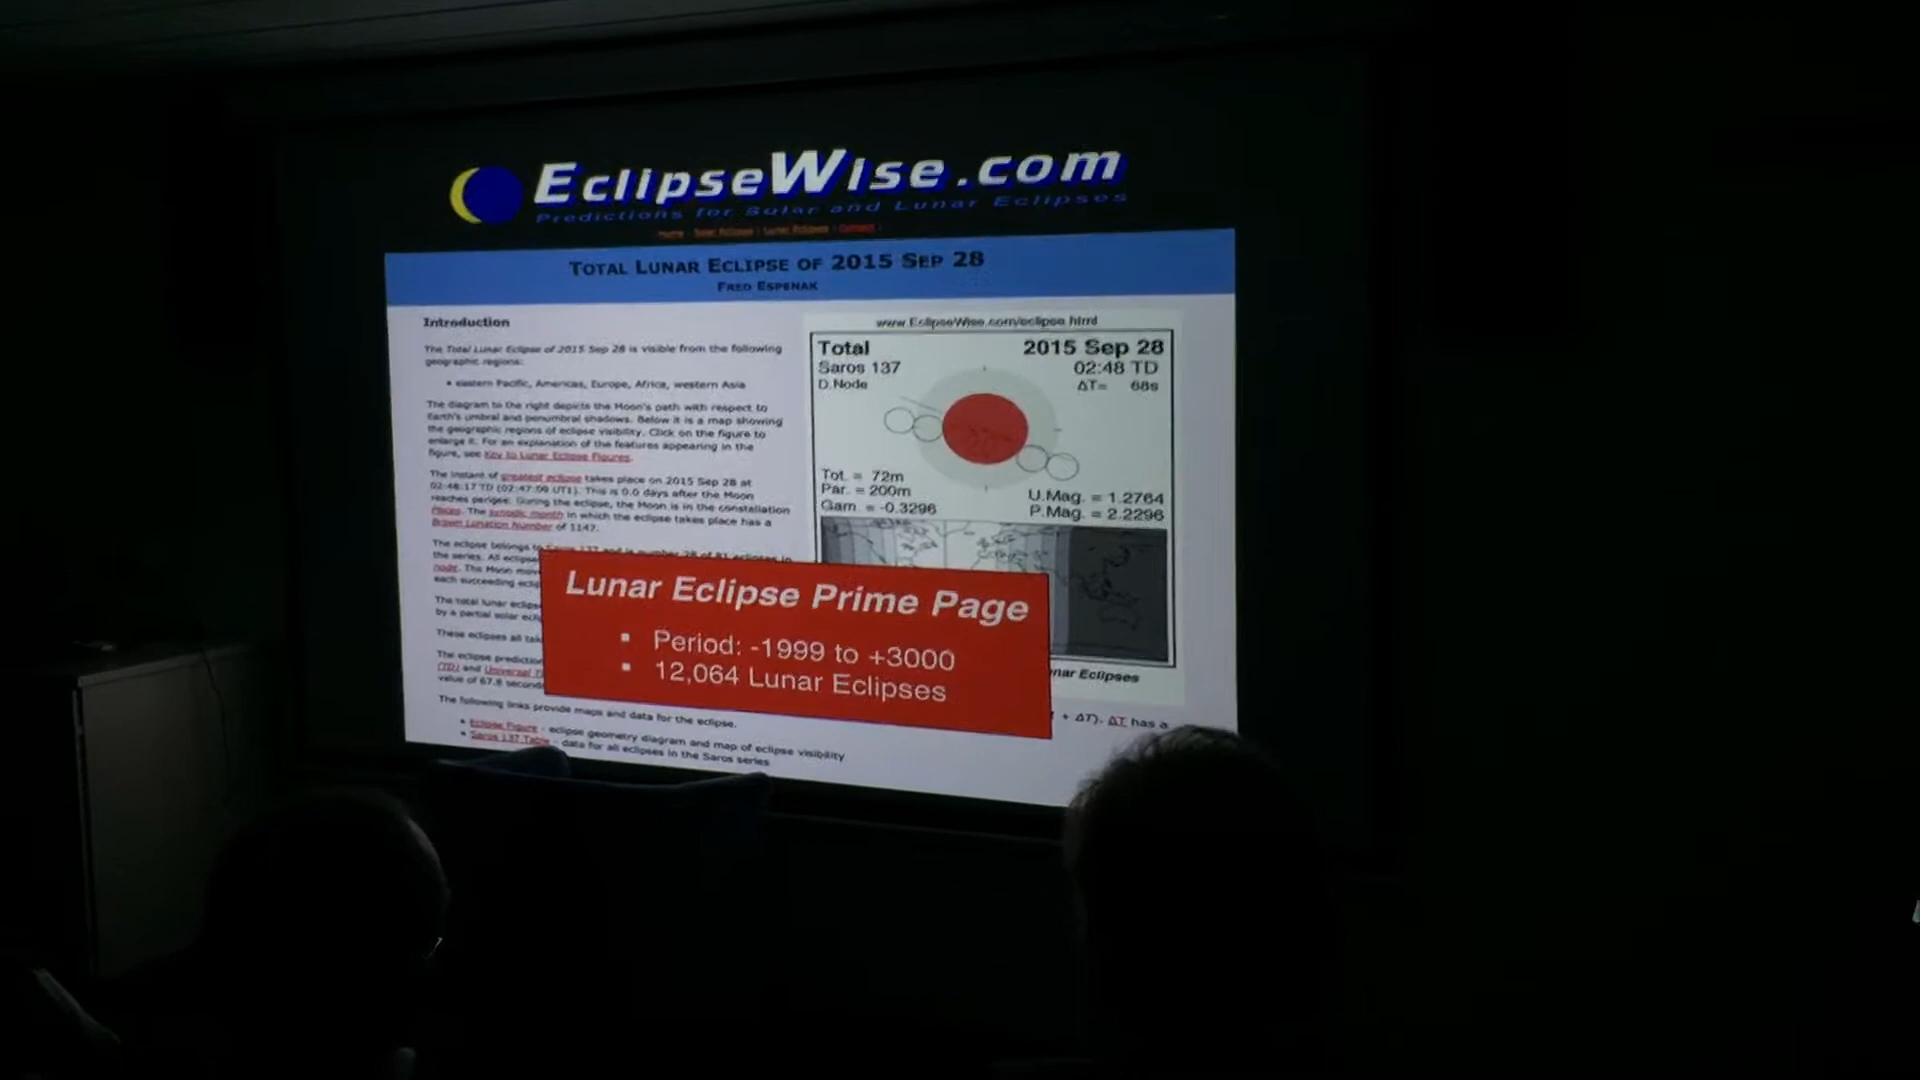 EclipseWise.com
Predictions for Solar and Lunar Eclipses
Home Solar Eclipses Lunar Eclipses Contact
TOTAL LUNAR ECLIPSE OF 2015 SEP 28
FRED ESPENAK
Introduction
The Total Lunar Eclipse of 2015 Sep 28 is visible from the following
geographic regions:
• eastern Pacific, Americas, Europe, Africa, western Asia
The diagram to the right depicts the Moon's path with respect to
Earth's umbral and penumbral shadows. Below it is a map showing
the geographic regions of eclipse visibility. Click on the figure to
enlarge it. For an explanation of the features appearing in the
figure, see Key to Lunar Eclipse Figures.
The instant of greatest eclipse takes place on 2015 Sep 28 at
02:48:17 TD (02:47:09 UT1). This is 0.0 days after the Moon
reaches perigee. During the eclipse, the Moon is in the constellation
Pisces. The synodic month in which the eclipse takes place has a
Brown Lunation Number of 1147.
The eclipse belongs to Saros 137 and is number 28 of 81 eclipses in
the series. All eclipse
node. The Moon mov
each succeeding ecli
The total lunar eclips
by a partial solar ecli
These eclipses all tak
The eclipse prediction
(TD) and Universal T
value of 67.8 second
The following links provide maps and data for the eclipse.
• Eclipse Figure - eclipse geometry diagram and map of eclipse visibility
• Saros 137 Table - data for all eclipses in the Saros series
www.EclipseWise.com/eclipse.html
Total 2015 Sep 28
Saros 137 02:48 TD
D.Node ΔT= 68s
Tot. = 72m
Par. = 200m U.Mag. = 1.2764
Gam. = -0.3296 P.Mag. = 2.2296
nar Eclipses
+ ΔT). ΔT has a
Lunar Eclipse Prime Page
▪ Period: -1999 to +3000
▪ 12,064 Lunar Eclipses